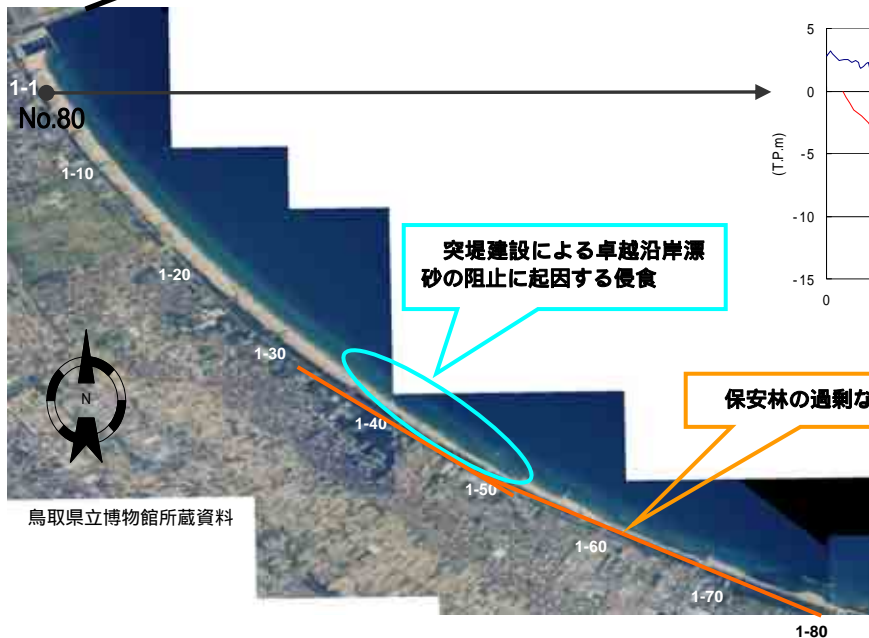 5
0
-5
-10
-15
(T.P.m)
0
1-1
No.80
1-10
1-20
1-30
1-40
1-50
1-60
1-70
1-80
突堤建設による卓越沿岸漂
砂の阻止に起因する侵食
保安林の過剰な
N
鳥取県立博物館所蔵資料